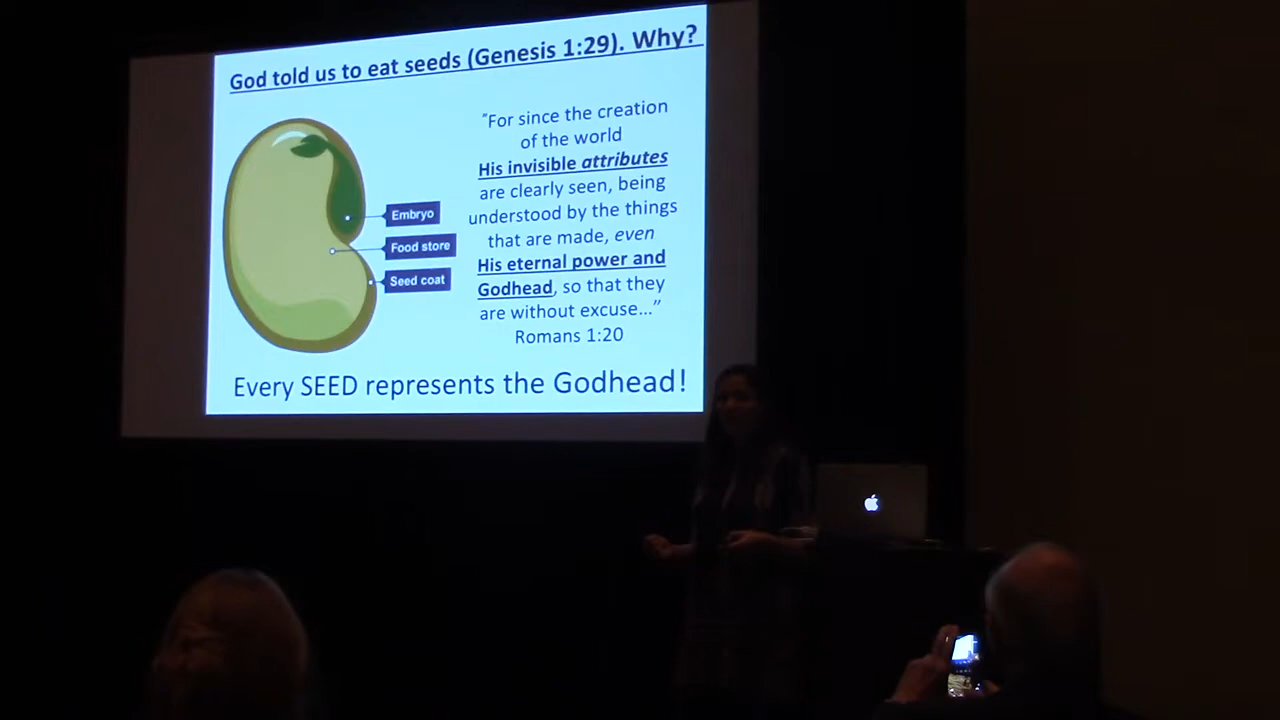 God told us to eat seeds (Genesis 1:29). Why?
"For since the creation
of the world
His invisible attributes
are clearly seen, being
understood by the things
that are made, even
His eternal power and
Godhead, so that they
are without excuse..."
Romans 1:20
Embryo
Food store
Seed coat
Every SEED represents the Godhead!